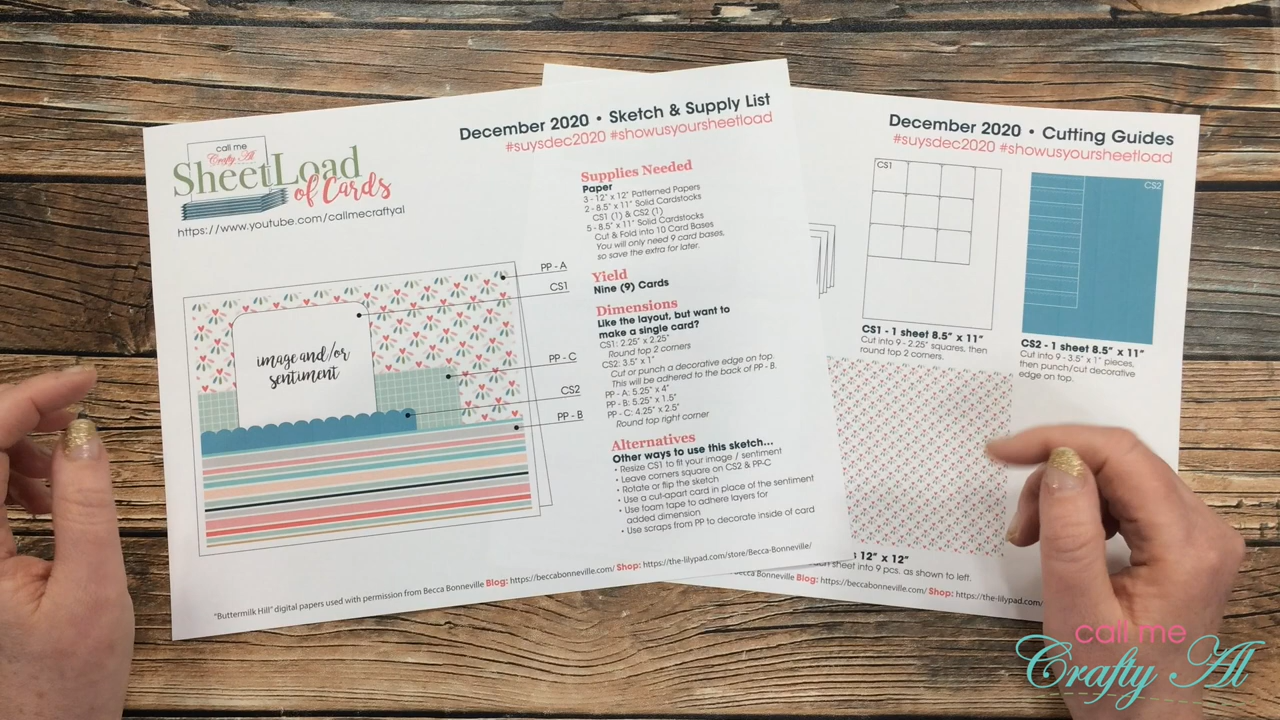 call me
Crafty Al
SheetLoad
of Cards
https://www.youtube.com/callmecraftyal
December 2020 • Sketch & Supply List
#suysdec2020 #showusyoursheetload
PP - A
CS1
PP - C
CS2
PP - B
image and/or
sentiment
Supplies Needed
Paper
3 - 12" x 12" Patterned Papers
2 - 8.5" x 11" Solid Cardstocks
CS1 (1) & CS2 (1)
5 - 8.5" x 11" Solid Cardstocks
Cut & Fold into 10 Card Bases
You will only need 9 card bases,
so save the extra for later.
Yield
Nine (9) Cards
Dimensions
Like the layout, but want to
make a single card?
CS1: 2.25" x 2.25"
Round top 2 corners
CS2: 3.5" x 1"
Cut or punch a decorative edge on top.
This will be adhered to the back of PP - B.
PP - A: 5.25" x 4"
PP - B: 5.25" x 1.5"
PP - C: 4.25" x 2.5"
Round top right corner
Alternatives
Other ways to use this sketch...
• Resize CS1 to fit your image / sentiment
• Leave corners square on CS2 & PP-C
• Rotate or flip the sketch
• Use a cut-apart card in place of the sentiment
• Use foam tape to adhere layers for
added dimension
• Use scraps from PP to decorate inside of card
"Buttermilk Hill" digital papers used with permission from Becca Bonneville Blog: https://beccabonneville.com/ Shop: https://the-lilypad.com/store/Becca-Bonneville/
December 2020 • Cutting Guides
#suysdec2020 #showusyoursheetload
CS1
CS2
CS1 - 1 sheet 8.5" x 11"
Cut into 9 - 2.25" squares, then
round top 2 corners.
CS2 - 1 sheet 8.5" x 11"
Cut into 9 - 3.5" x 1" pieces,
then punch/cut decorative
edge on top.
12" x 12"
sheet into 9 pcs. as shown to left.
Becca Bonneville Blog: https://beccabonneville.com/ Shop: https://the-lilypad.com/
call me
Crafty Al